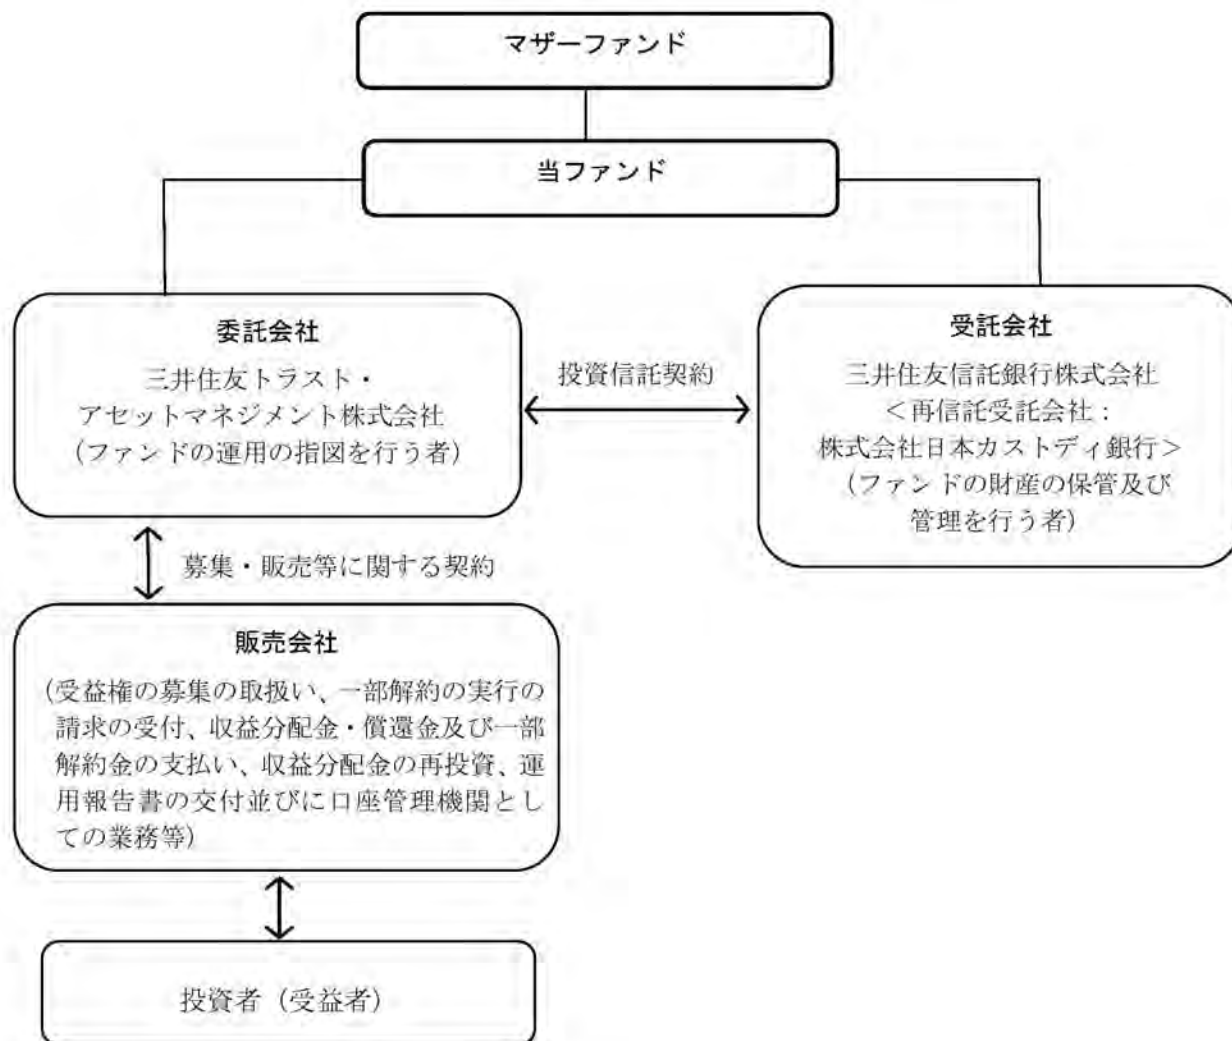 マザーファンド
当ファンド
委託会社
三井住友トラスト・
アセットマネジメント株式会社
（ファンドの運用の指図を行う者）
投資信託契約
受託会社
三井住友信託銀行株式会社
＜再信託受託会社：
株式会社日本カストディ銀行＞
（ファンドの財産の保管及び
管理を行う者）
募集・販売等に関する契約
販売会社
（受益権の募集の取扱い、一部解約の実行の
請求の受付、収益分配金・償還金及び一部
解約金の支払い、収益分配金の再投資、運
用報告書の交付並びに口座管理機関とし
ての業務等）
投資者（受益者）